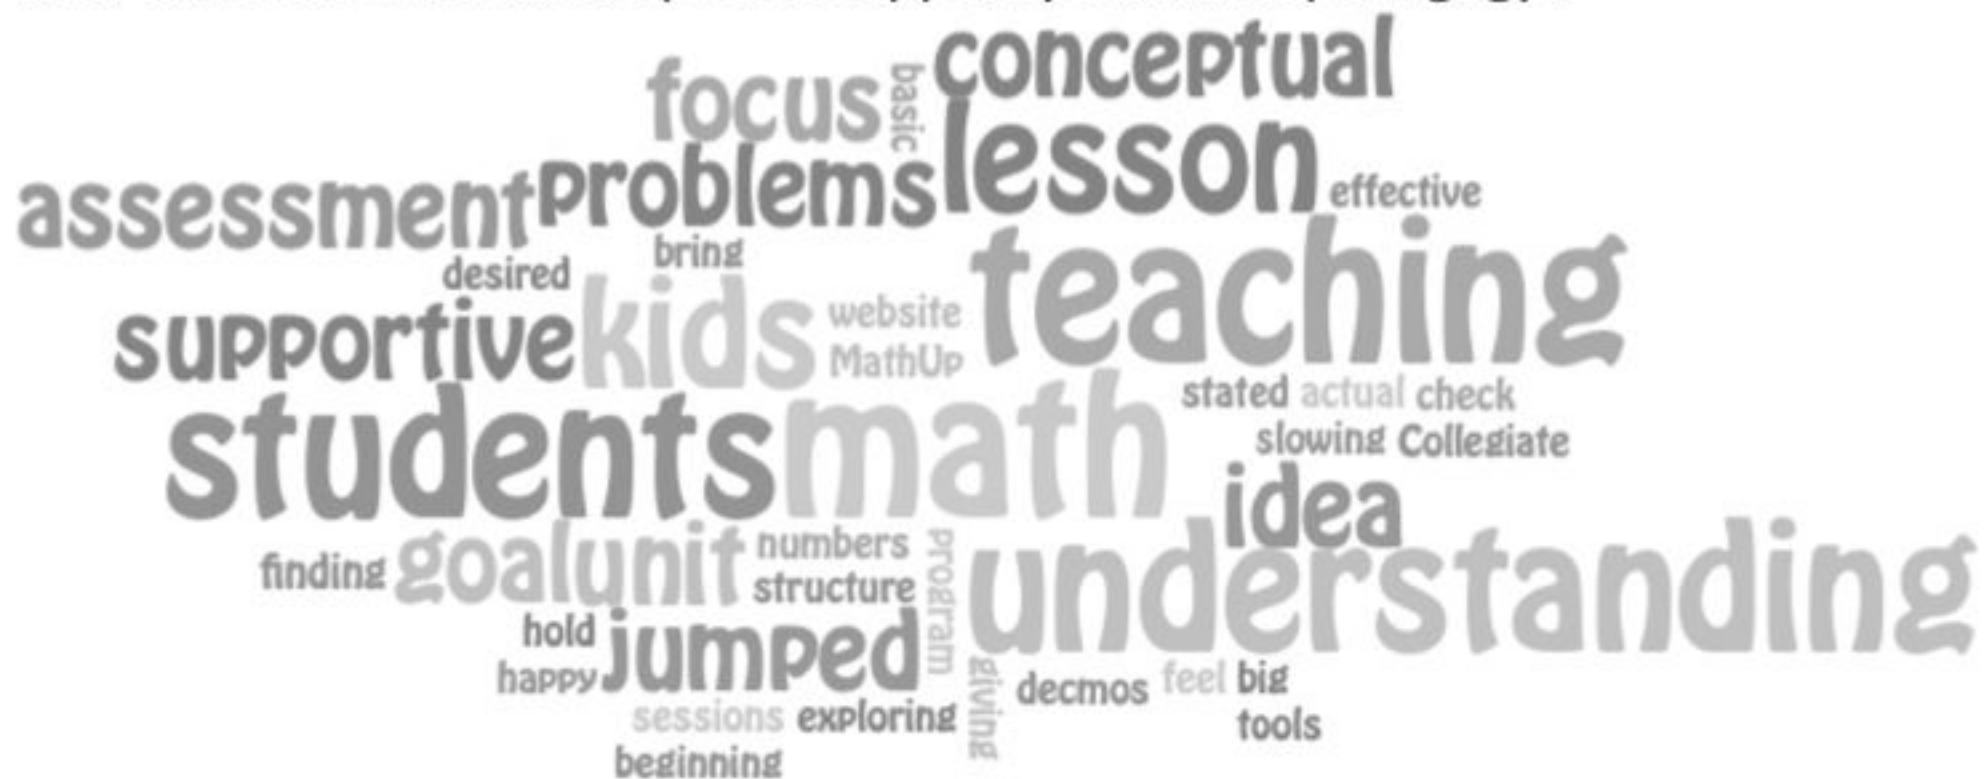 conceptual
focus basic
lesson
problems
assessment
effective
bring
desired
teaching
kids
website
supportive
MathUp
stated actual check
students math
slowing Collegiate
idea
goal unit numbers
finding
structure
program
understanding
hold
jumped
happy
giving
decmos feel big
sessions exploring
tools
beginning